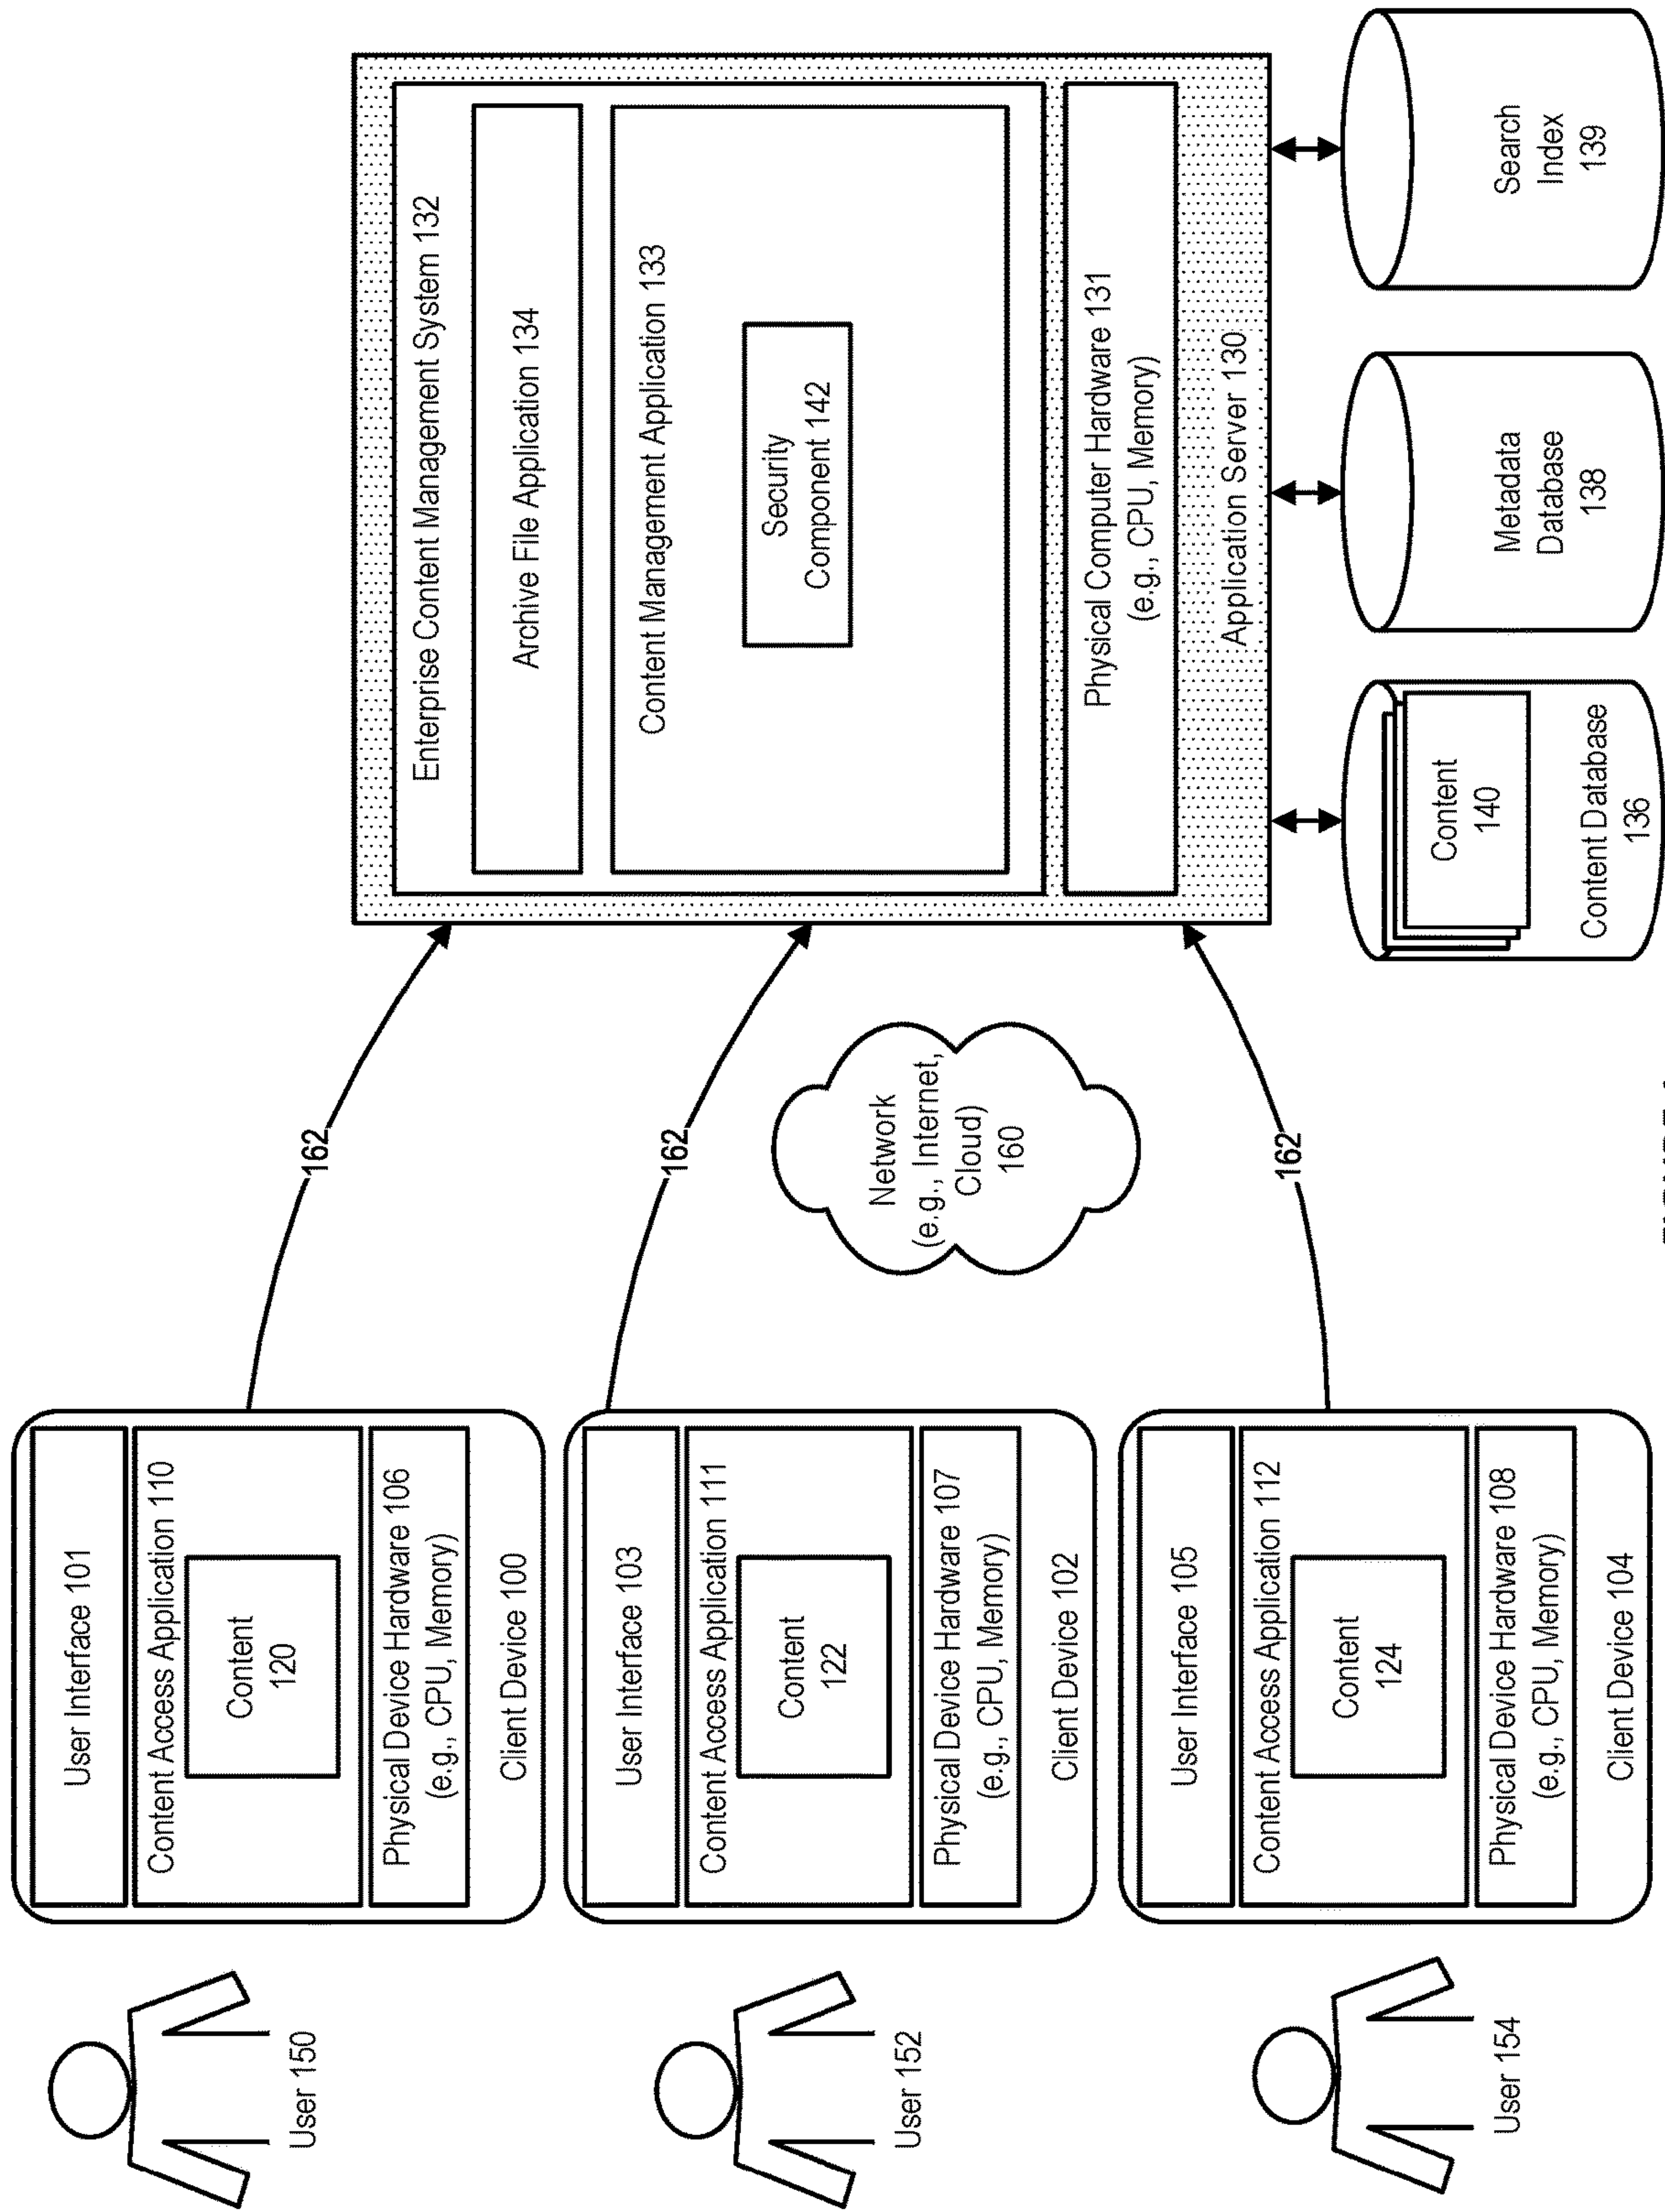 User 150
User Interface 101
Content Access Application 110
Content
120
Physical Device Hardware 106
(e.g., CPU, Memory)
Client Device 100
User 152
User Interface 103
Content Access Application 111
Content
122
Physical Device Hardware 107
(e.g., CPU, Memory)
Client Device 102
User 154
User Interface 105
Content Access Application 112
Content
124
Physical Device Hardware 108
(e.g., CPU, Memory)
Client Device 104
162
162
162
Network
(e.g., Internet,
Cloud)
160
Enterprise Content Management System 132
Archive File Application 134
Content Management Application 133
Security
Component 142
Physical Computer Hardware 131
(e.g., CPU, Memory)
Application Server 130
Content
140
Content Database
136
Metadata
Database
138
Search
Index
139